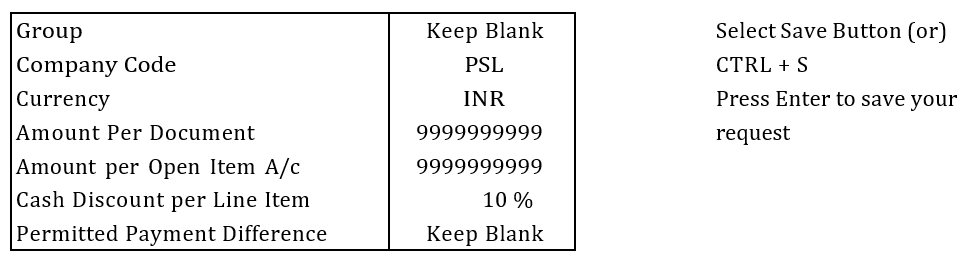 Group Keep Blank
Company Code PSL
Currency INR
Amount Per Document 9999999999
Amount per Open Item A/c 9999999999
Cash Discount per Line Item 10 %
Permitted Payment Difference Keep Blank
Select Save Button (or)
CTRL + S
Press Enter to save your
request